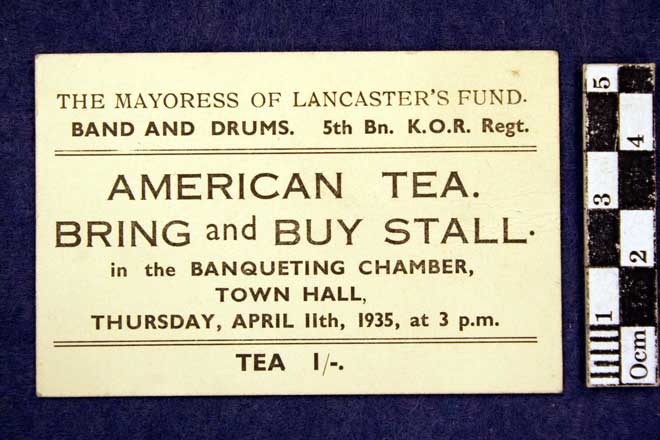 THE MAYORESS OF LANCASTER'S FUND.
BAND AND DRUMS. 5th Bn. K.O.R. Regt.
AMERICAN TEA.
BRING and BUY STALL.
in the BANQUETING CHAMBER,
TOWN HALL,
THURSDAY, APRIL 11th, 1935, at 3 p.m.
TEA 1/-.
0cm 1 2 3 4 5